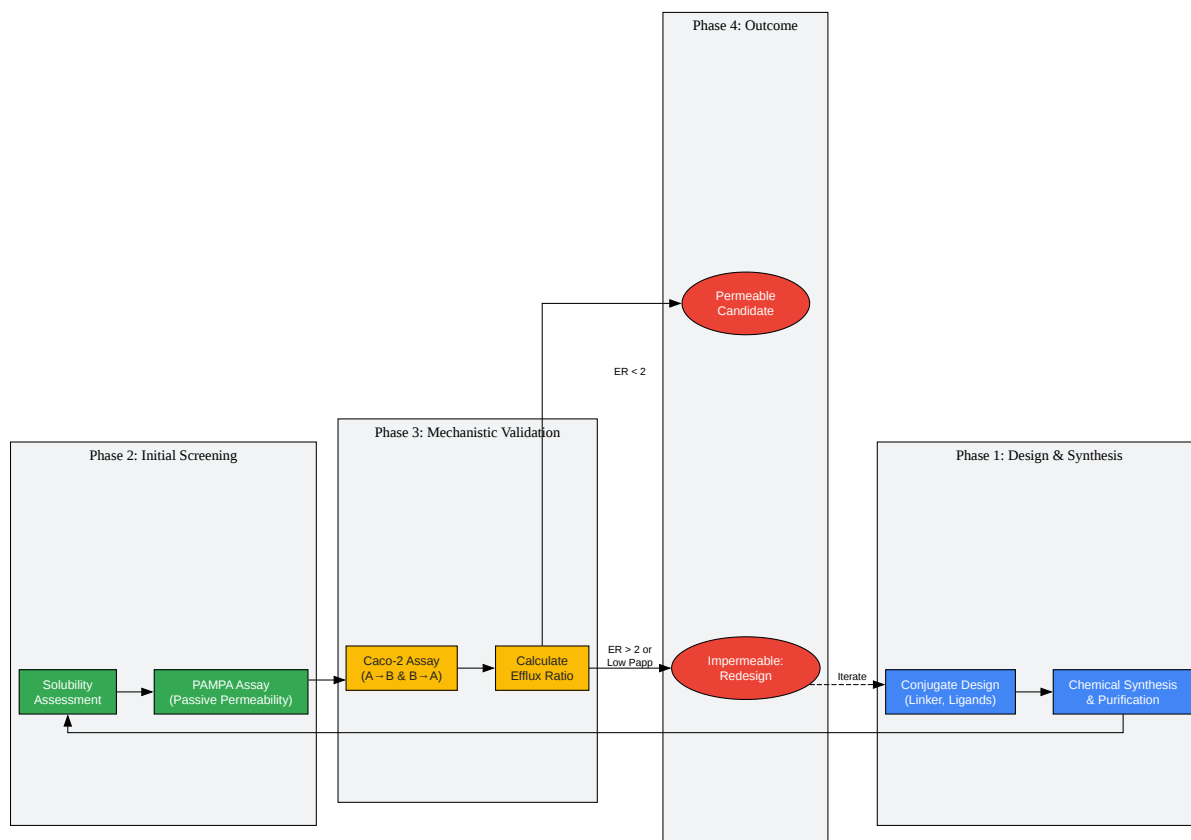 Phase 4: Outcome
Permeable
Candidate
ER < 2
Phase 3: Mechanistic Validation
Phase 2: Initial Screening
Phase 1: Design & Synthesis
Solubility
Assessment
PAMPA Assay
(Passive Permeability)
Caco-2 Assay
(A→B & B→A)
Calculate
Efflux Ratio
ER > 2 or
Low Papp
Impermeable:
Redesign
Iterate
Conjugate Design
(Linker, Ligands)
Chemical Synthesis
& Purification